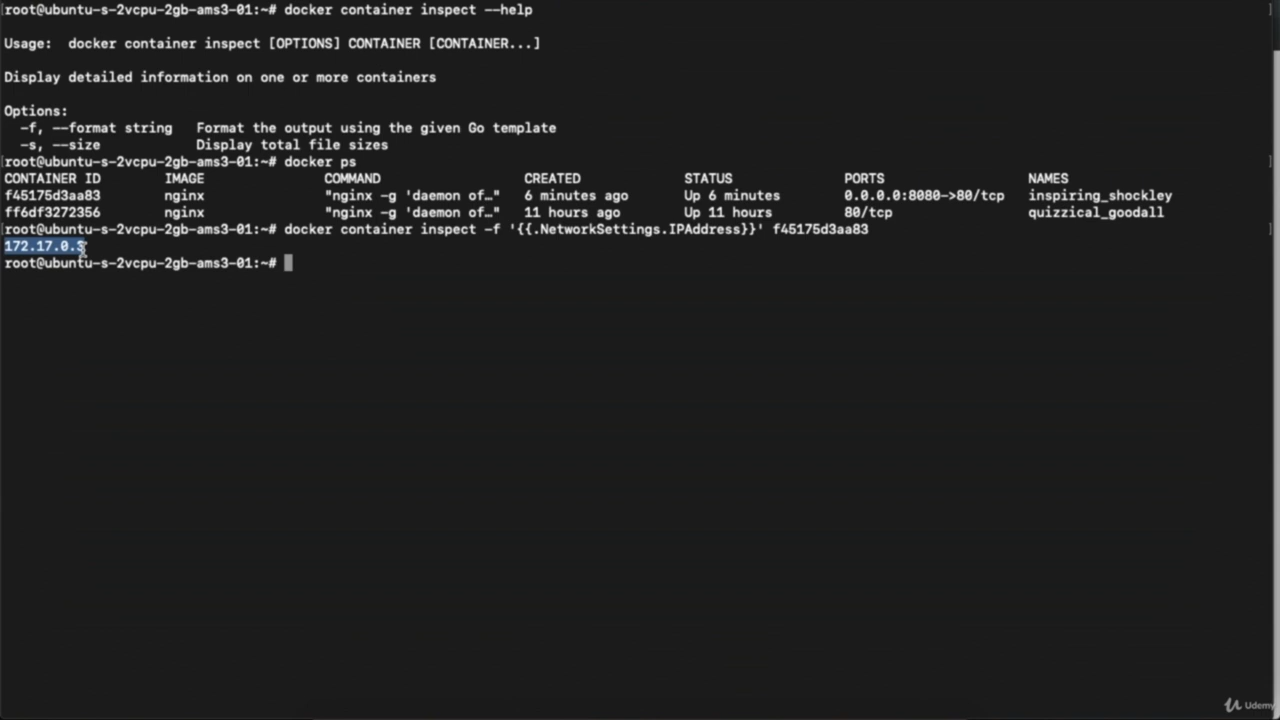 [root@ubuntu-s-2vcpu-2gb-ams3-01:~# docker container inspect --help ]
Usage:  docker container inspect [OPTIONS] CONTAINER [CONTAINER...]
Display detailed information on one or more containers
Options:
  -f, --format string   Format the output using the given Go template
  -s, --size            Display total file sizes
[root@ubuntu-s-2vcpu-2gb-ams3-01:~# docker ps ]
CONTAINER ID        IMAGE               COMMAND                  CREATED             STATUS              PORTS                  NAMES
f45175d3aa83        nginx               "nginx -g 'daemon of…"   6 minutes ago       Up 6 minutes        0.0.0.0:8080->80/tcp   inspiring_shockley
ff6df3272356        nginx               "nginx -g 'daemon of…"   11 hours ago        Up 11 hours         80/tcp                 quizzical_goodall
[root@ubuntu-s-2vcpu-2gb-ams3-01:~# docker container inspect -f '{{.NetworkSettings.IPAddress}}' f45175d3aa83 ]
172.17.0.3
root@ubuntu-s-2vcpu-2gb-ams3-01:~#
Udemy